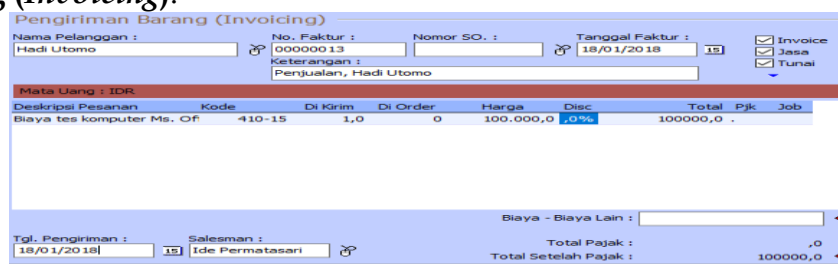 g (Invoicing):
Pengiriman Barang (Invoicing)
Nama Pelanggan : No. Faktur : Nomor SO. : Tanggal Faktur :
Hadi Utomo 00000013 18/01/2018 15
Invoice
Jasa
Tunai
Keterangan :
Penjualan, Hadi Utomo
Mata Uang : IDR
Deskripsi Pesanan Kode Di Kirim Di Order Harga Disc Total Pjk Job
Biaya tes komputer Ms. Of 410-15 1,0 0 100.000,0 ,0% 100000,0 .
Biaya - Biaya Lain :
Tgl. Pengiriman : Salesman : Total Pajak : ,0
18/01/2018 15 Ide Permatasari Total Setelah Pajak : 100000,0